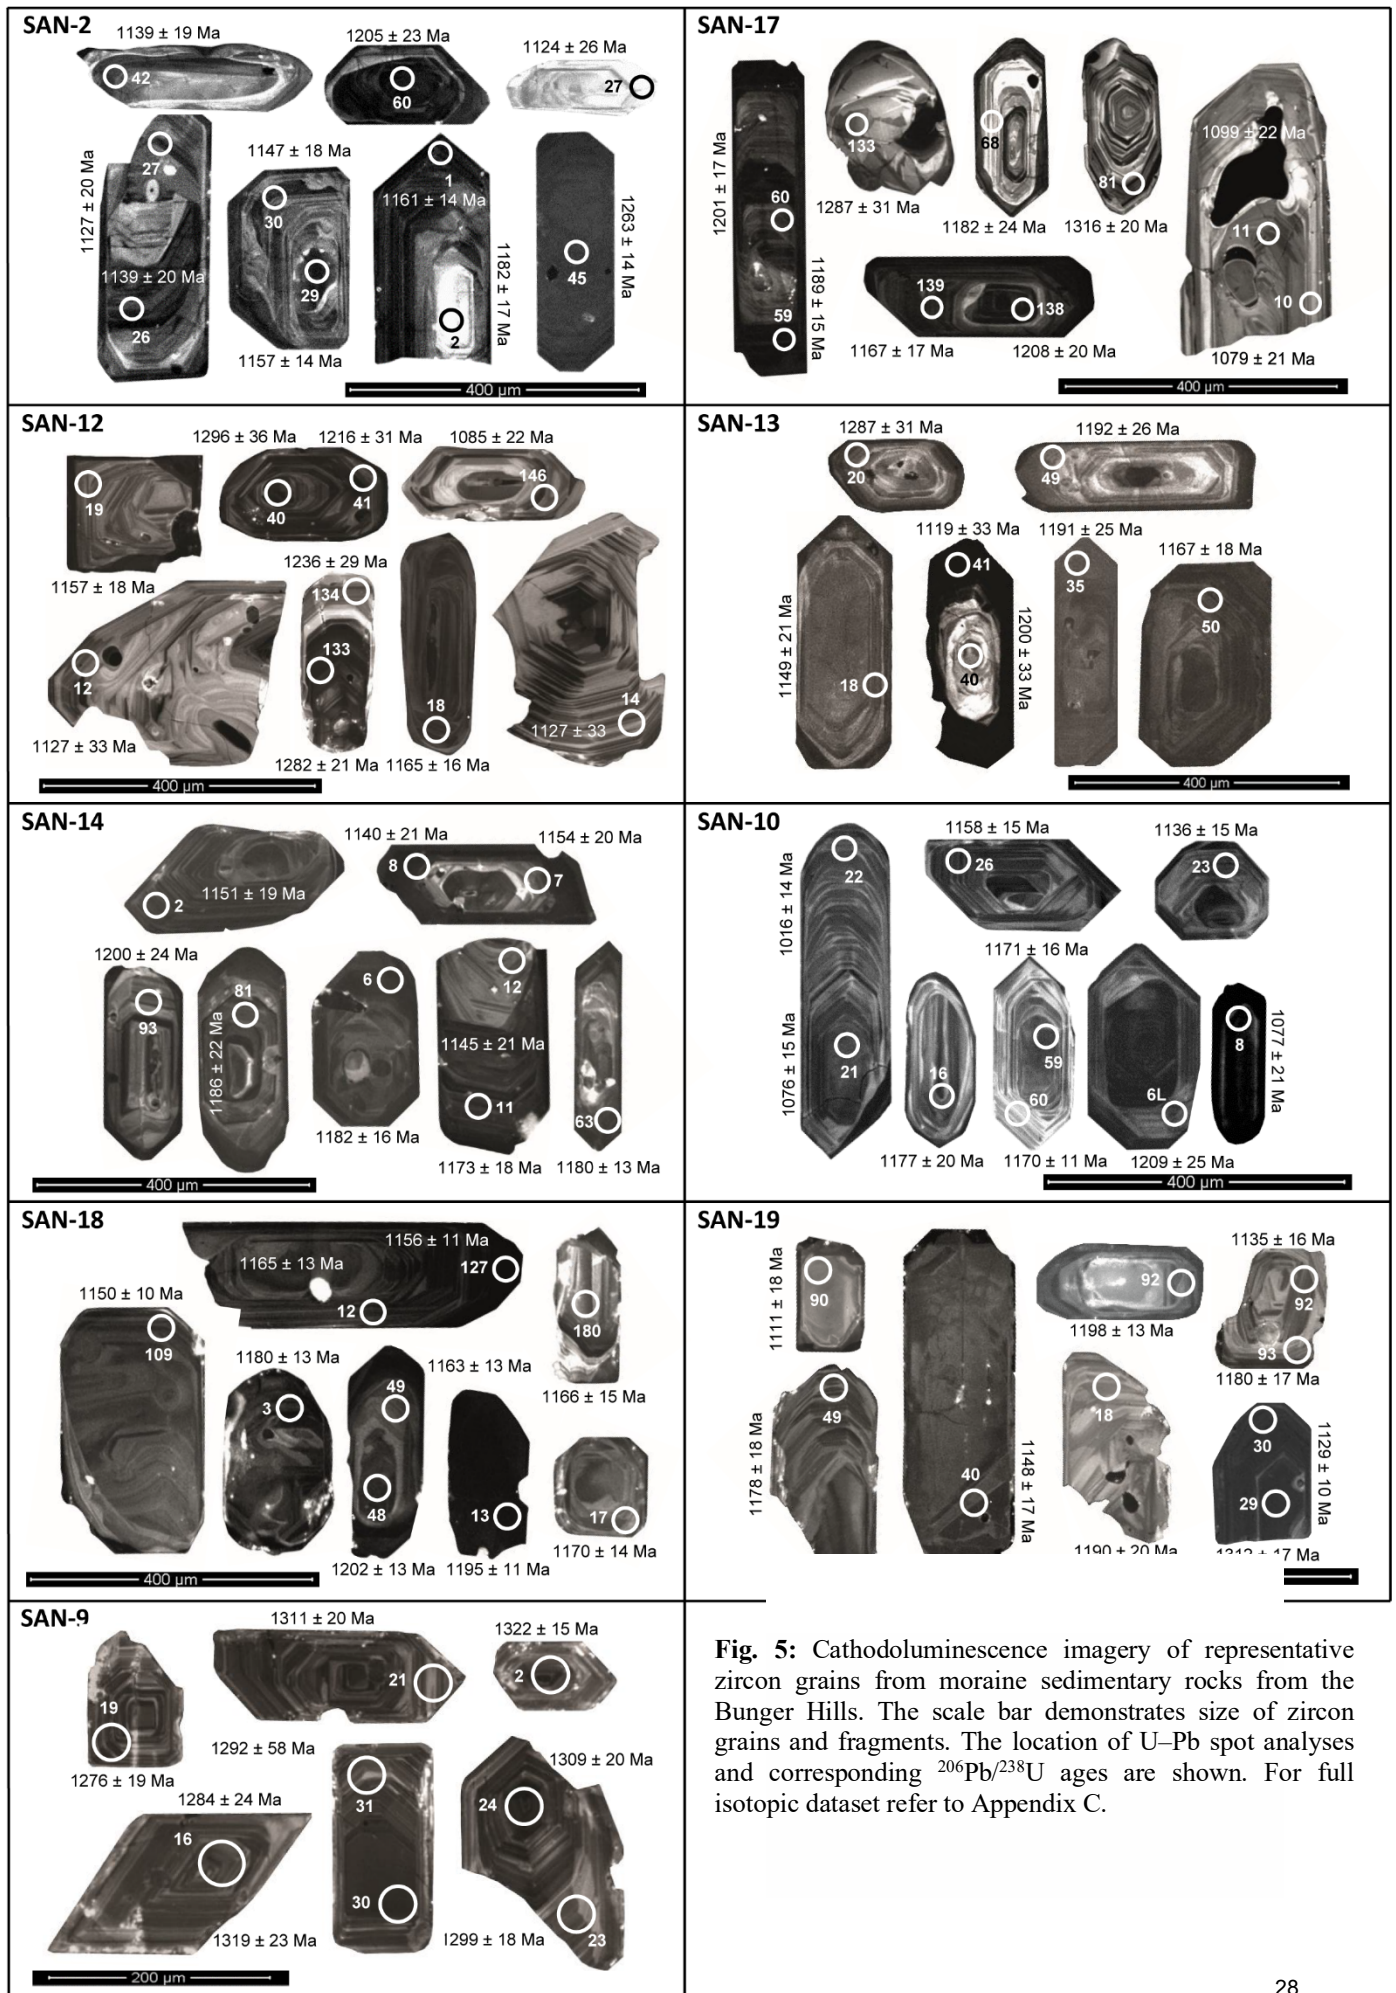 SAN-2
1139 ± 19 Ma
1205 ± 23 Ma
1124 ± 26 Ma
42
60
27
1127 ± 20 Ma
27
1139 ± 20 Ma
26
1147 ± 18 Ma
30
29
1157 ± 14 Ma
1
1161 ± 14 Ma
1182 ± 17 Ma
2
45
1263 ± 14 Ma
400 µm
SAN-17
1201 ± 17 Ma
60
59
1189 ± 15 Ma
133
1287 ± 31 Ma
68
1182 ± 24 Ma
81
1316 ± 20 Ma
1099 ± 22 Ma
11
10
1079 ± 21 Ma
139
138
1167 ± 17 Ma
1208 ± 20 Ma
400 µm
SAN-12
1296 ± 36 Ma
1216 ± 31 Ma
1085 ± 22 Ma
19
40
41
146
1157 ± 18 Ma
1236 ± 29 Ma
134
133
12
18
14
1127 ± 33
1127 ± 33 Ma
1282 ± 21 Ma
1165 ± 16 Ma
400 µm
SAN-13
1287 ± 31 Ma
1192 ± 26 Ma
20
49
1119 ± 33 Ma
1191 ± 25 Ma
1167 ± 18 Ma
1149 ± 21 Ma
18
41
40
1200 ± 33 Ma
35
50
400 µm
SAN-14
1140 ± 21 Ma
1154 ± 20 Ma
1151 ± 19 Ma
2
8
7
1200 ± 24 Ma
93
81
1186 ± 22 Ma
6
1182 ± 16 Ma
12
1145 ± 21 Ma
11
63
1173 ± 18 Ma
1180 ± 13 Ma
400 µm
SAN-10
1158 ± 15 Ma
1136 ± 15 Ma
1016 ± 14 Ma
22
26
23
1171 ± 16 Ma
1076 ± 15 Ma
21
16
59
60
6L
8
1077 ± 21 Ma
1177 ± 20 Ma
1170 ± 11 Ma
1209 ± 25 Ma
400 µm
SAN-18
1156 ± 11 Ma
1165 ± 13 Ma
127
12
1150 ± 10 Ma
109
180
1166 ± 15 Ma
1180 ± 13 Ma
3
1163 ± 13 Ma
49
48
13
17
1202 ± 13 Ma
1195 ± 11 Ma
1170 ± 14 Ma
400 µm
SAN-19
1111 ± 18 Ma
90
92
1198 ± 13 Ma
1135 ± 16 Ma
92
93
1180 ± 17 Ma
1178 ± 18 Ma
49
40
1148 ± 17 Ma
18
30
29
1129 ± 10 Ma
1190 ± 20 Ma
1312 ± 17 Ma
SAN-9
1311 ± 20 Ma
1322 ± 15 Ma
19
21
2
1276 ± 19 Ma
1292 ± 58 Ma
1309 ± 20 Ma
1284 ± 24 Ma
16
31
30
24
23
1319 ± 23 Ma
1299 ± 18 Ma
200 µm
Fig. 5: Cathodoluminescence imagery of representative
zircon grains from moraine sedimentary rocks from the
Bunger Hills. The scale bar demonstrates size of zircon
grains and fragments. The location of U–Pb spot analyses
and corresponding 206Pb/238U ages are shown. For full
isotopic dataset refer to Appendix C.
28